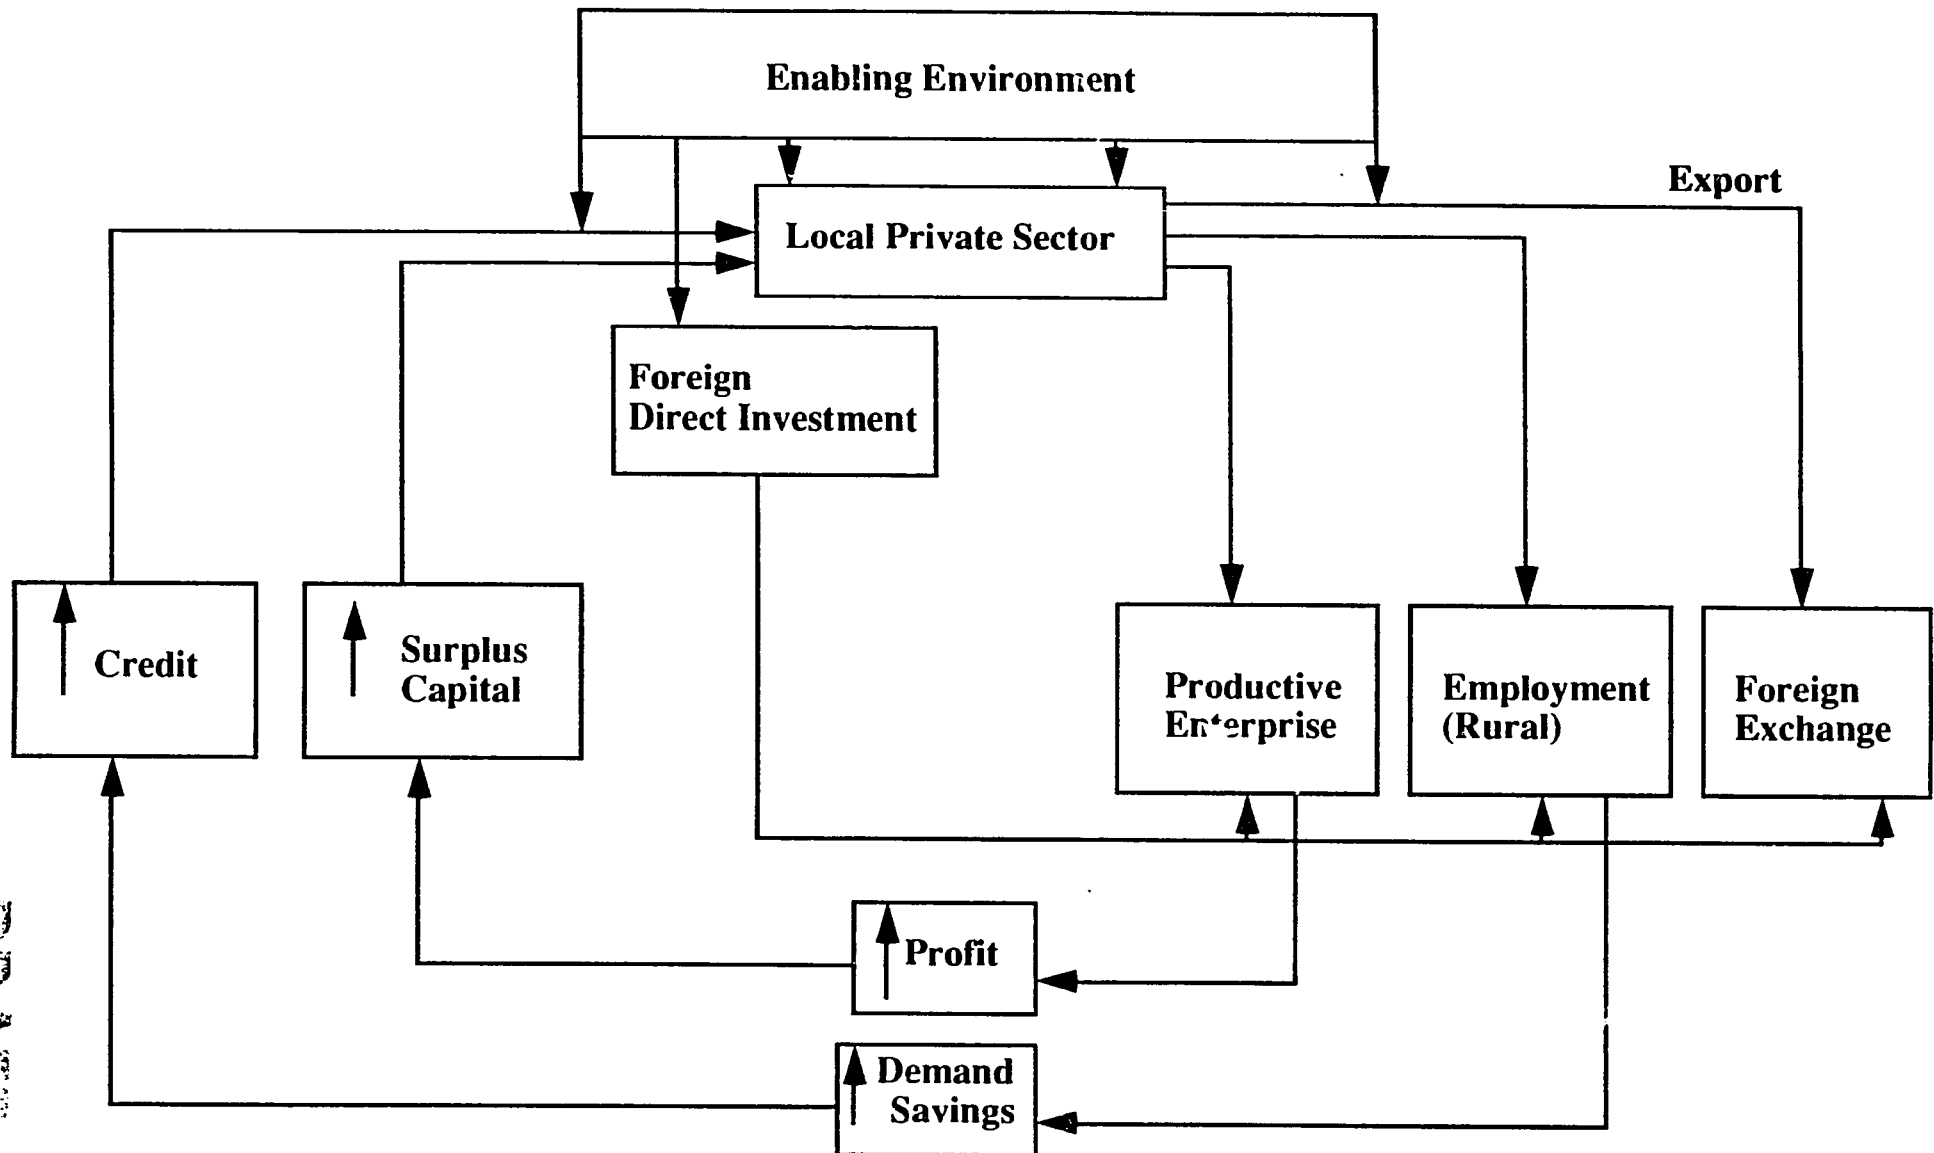 Enabling Environment
Export
Local Private Sector
Foreign
Direct Investment
Credit
Surplus
Capital
Productive
Enterprise
Employment
(Rural)
Foreign
Exchange
Profit
Demand
Savings